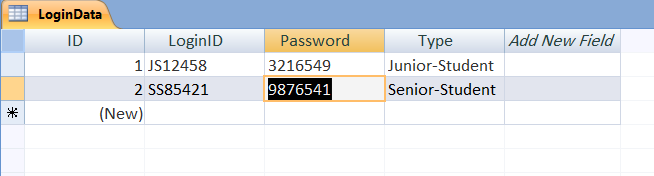 LoginData
ID LoginID Password Type Add New Field
1 JS12458 3216549 Junior-Student
2 SS85421 9876541 Senior-Student
(New)